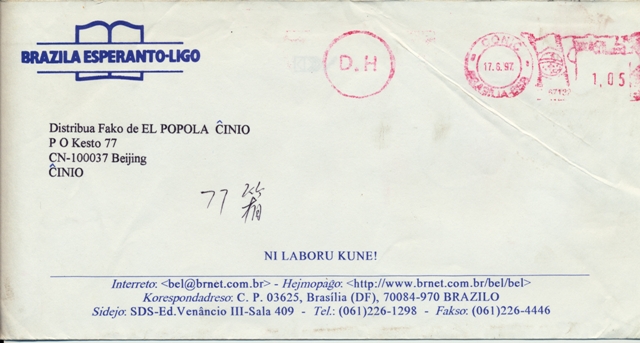 BRAZILA ESPERANTO-LIGO
D.H
CONIC
17.6.97
1,05
Distribua Fako de EL POPOLA ĈINIO
P O Kesto 77
CN-100037 Beijing
ĈINIO
77 箱
NI LABORU KUNE!
Interreto: <bel@brnet.com.br> - Hejmopaĝo: <http://www.brnet.com.br/bel/bel>
Korespondadreso: C. P. 03625, Brasília (DF), 70084-970 BRAZILO
Sidejo: SDS-Ed.Venâncio III-Sala 409 - Tel.: (061)226-1298 - Fakso: (061)226-4446